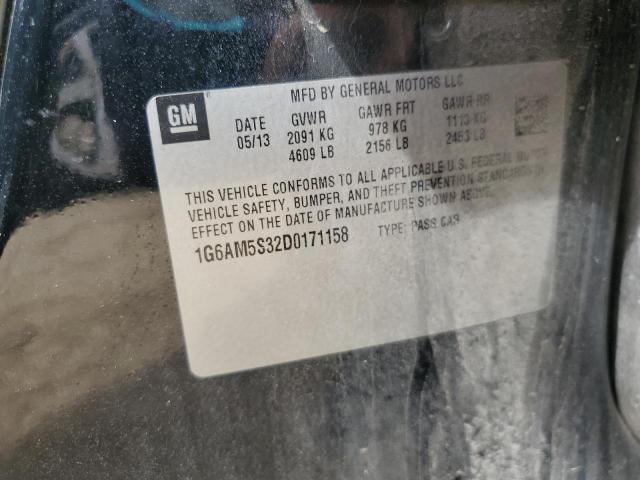 MFD BY GENERAL MOTORS LLC
GM
DATE GVWR GAWR FRT GAWR RR
05/13 2091 KG 978 KG 1113 KG
4609 LB 2156 LB 2453 LB
THIS VEHICLE CONFORMS TO ALL APPLICABLE U.S. FEDERAL MOTOR
VEHICLE SAFETY, BUMPER, AND THEFT PREVENTION STANDARDS IN
EFFECT ON THE DATE OF MANUFACTURE SHOWN ABOVE.
1G6AM5S32D0171158 TYPE: PASS CAR